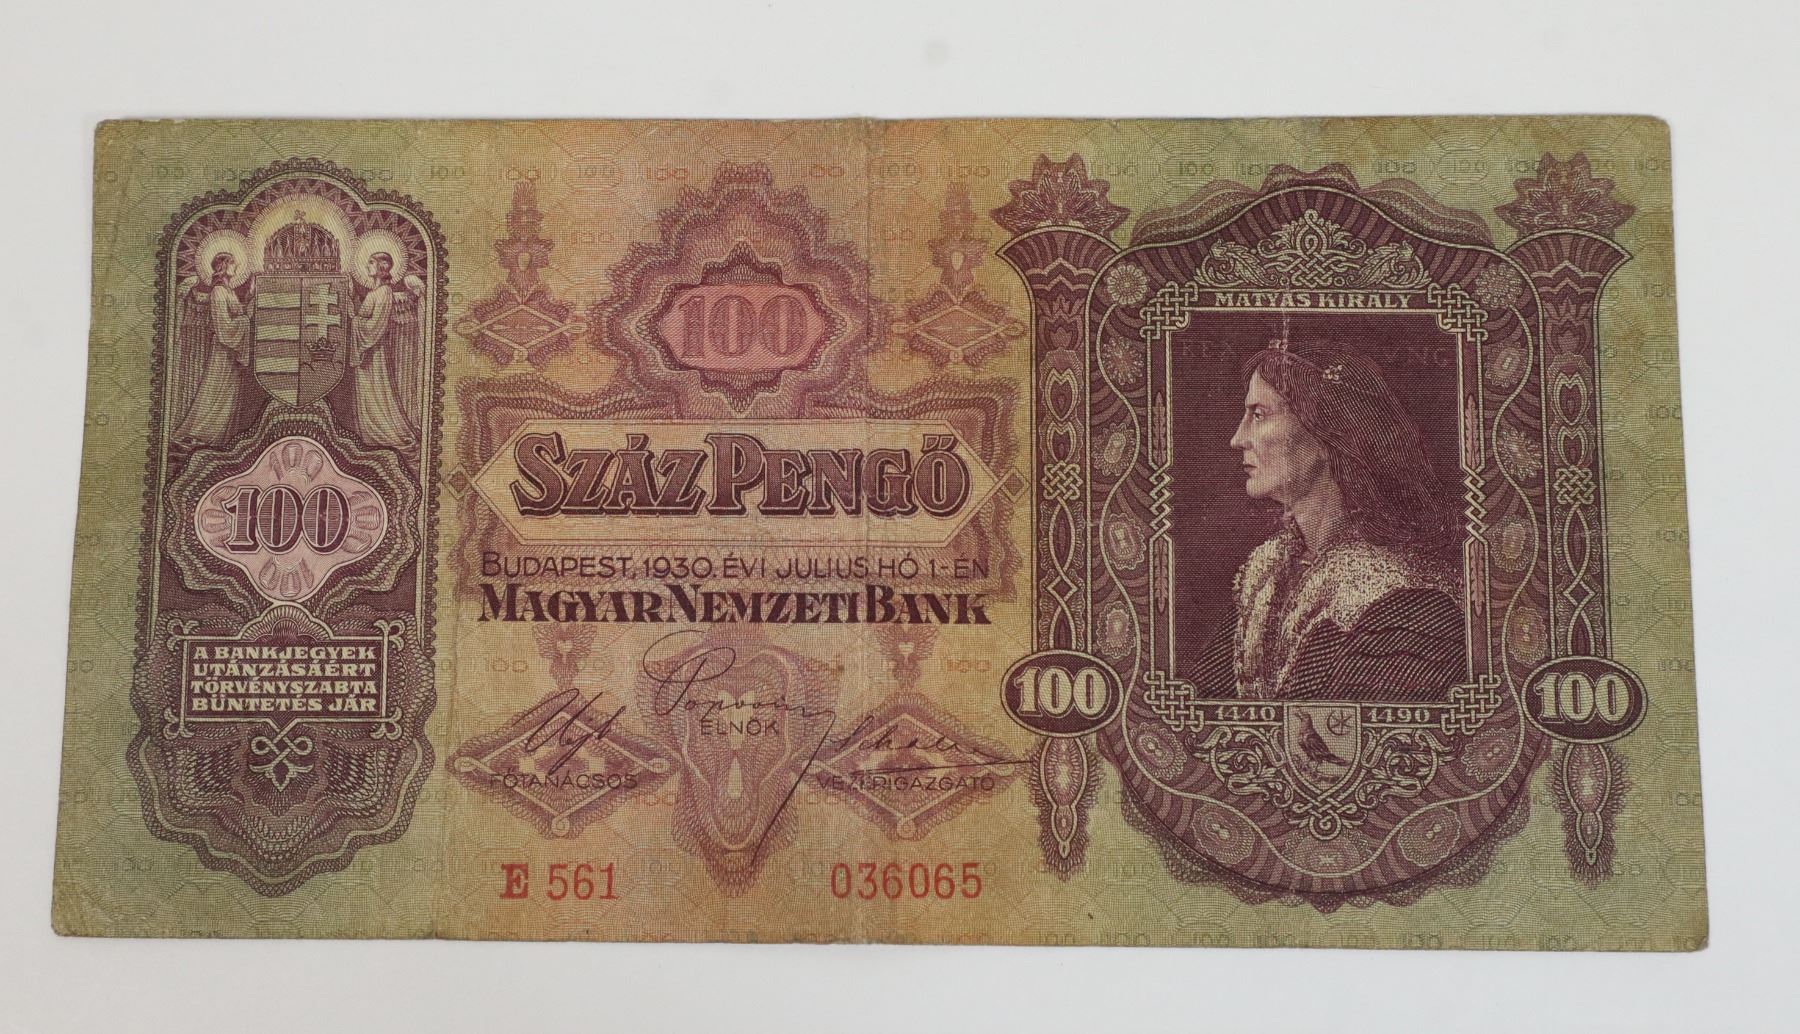 100
A BANKJEGYEK
UTÁNZÁSÁÉRT
TÖRVÉNYSZABTA
BÜNTETÉS JÁR
100
SZÁZ PENGŐ
BUDAPEST, 1930. ÉVI JULIUS HÓ 1-ÉN
MAGYAR NEMZETI BANK
ELNÖK
FŐTANÁCSOS
VEZÉRIGAZGATÓ
E 561 036065
MÁTYÁS KIRÁLY
100 100
1440 1490